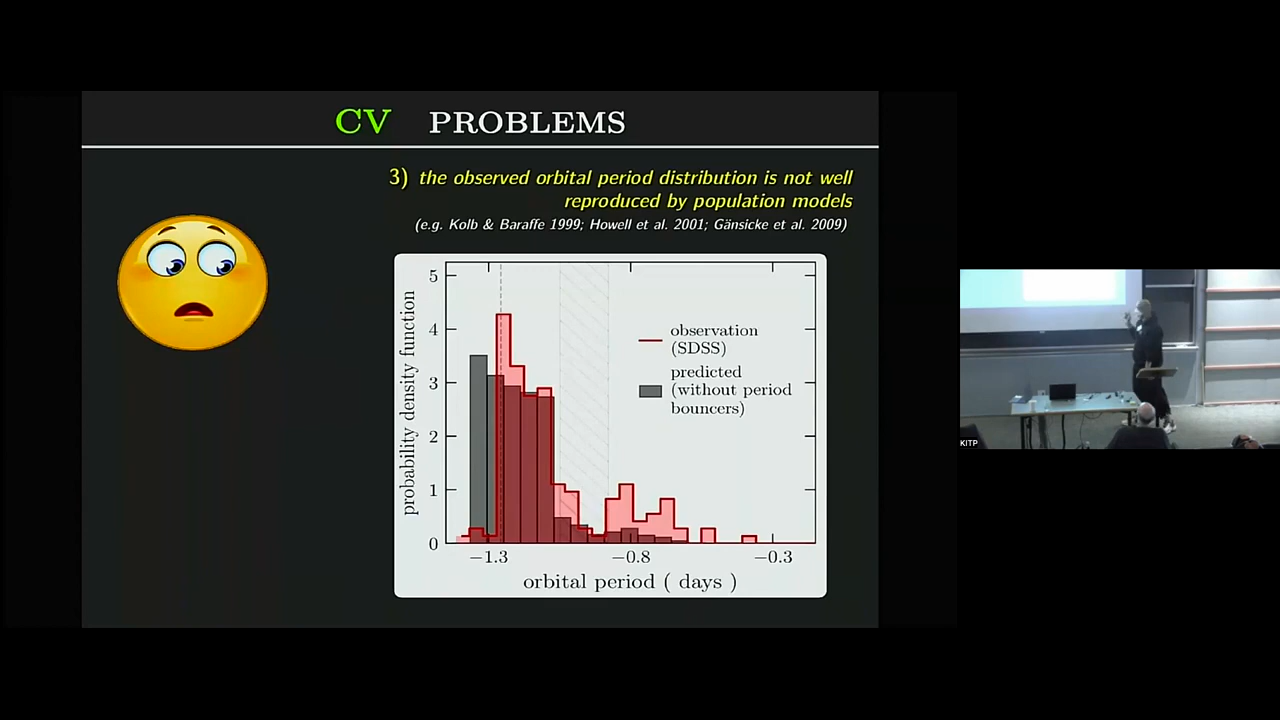 CV PROBLEMS
3) the observed orbital period distribution is not well
reproduced by population models
(e.g. Kolb & Baraffe 1999; Howell et al. 2001; Gänsicke et al. 2009)
probability density function
5
4
3
2
1
0
observation
(SDSS)
predicted
(without period
bouncers)
−1.3
−0.8
−0.3
orbital period ( days )
KITP